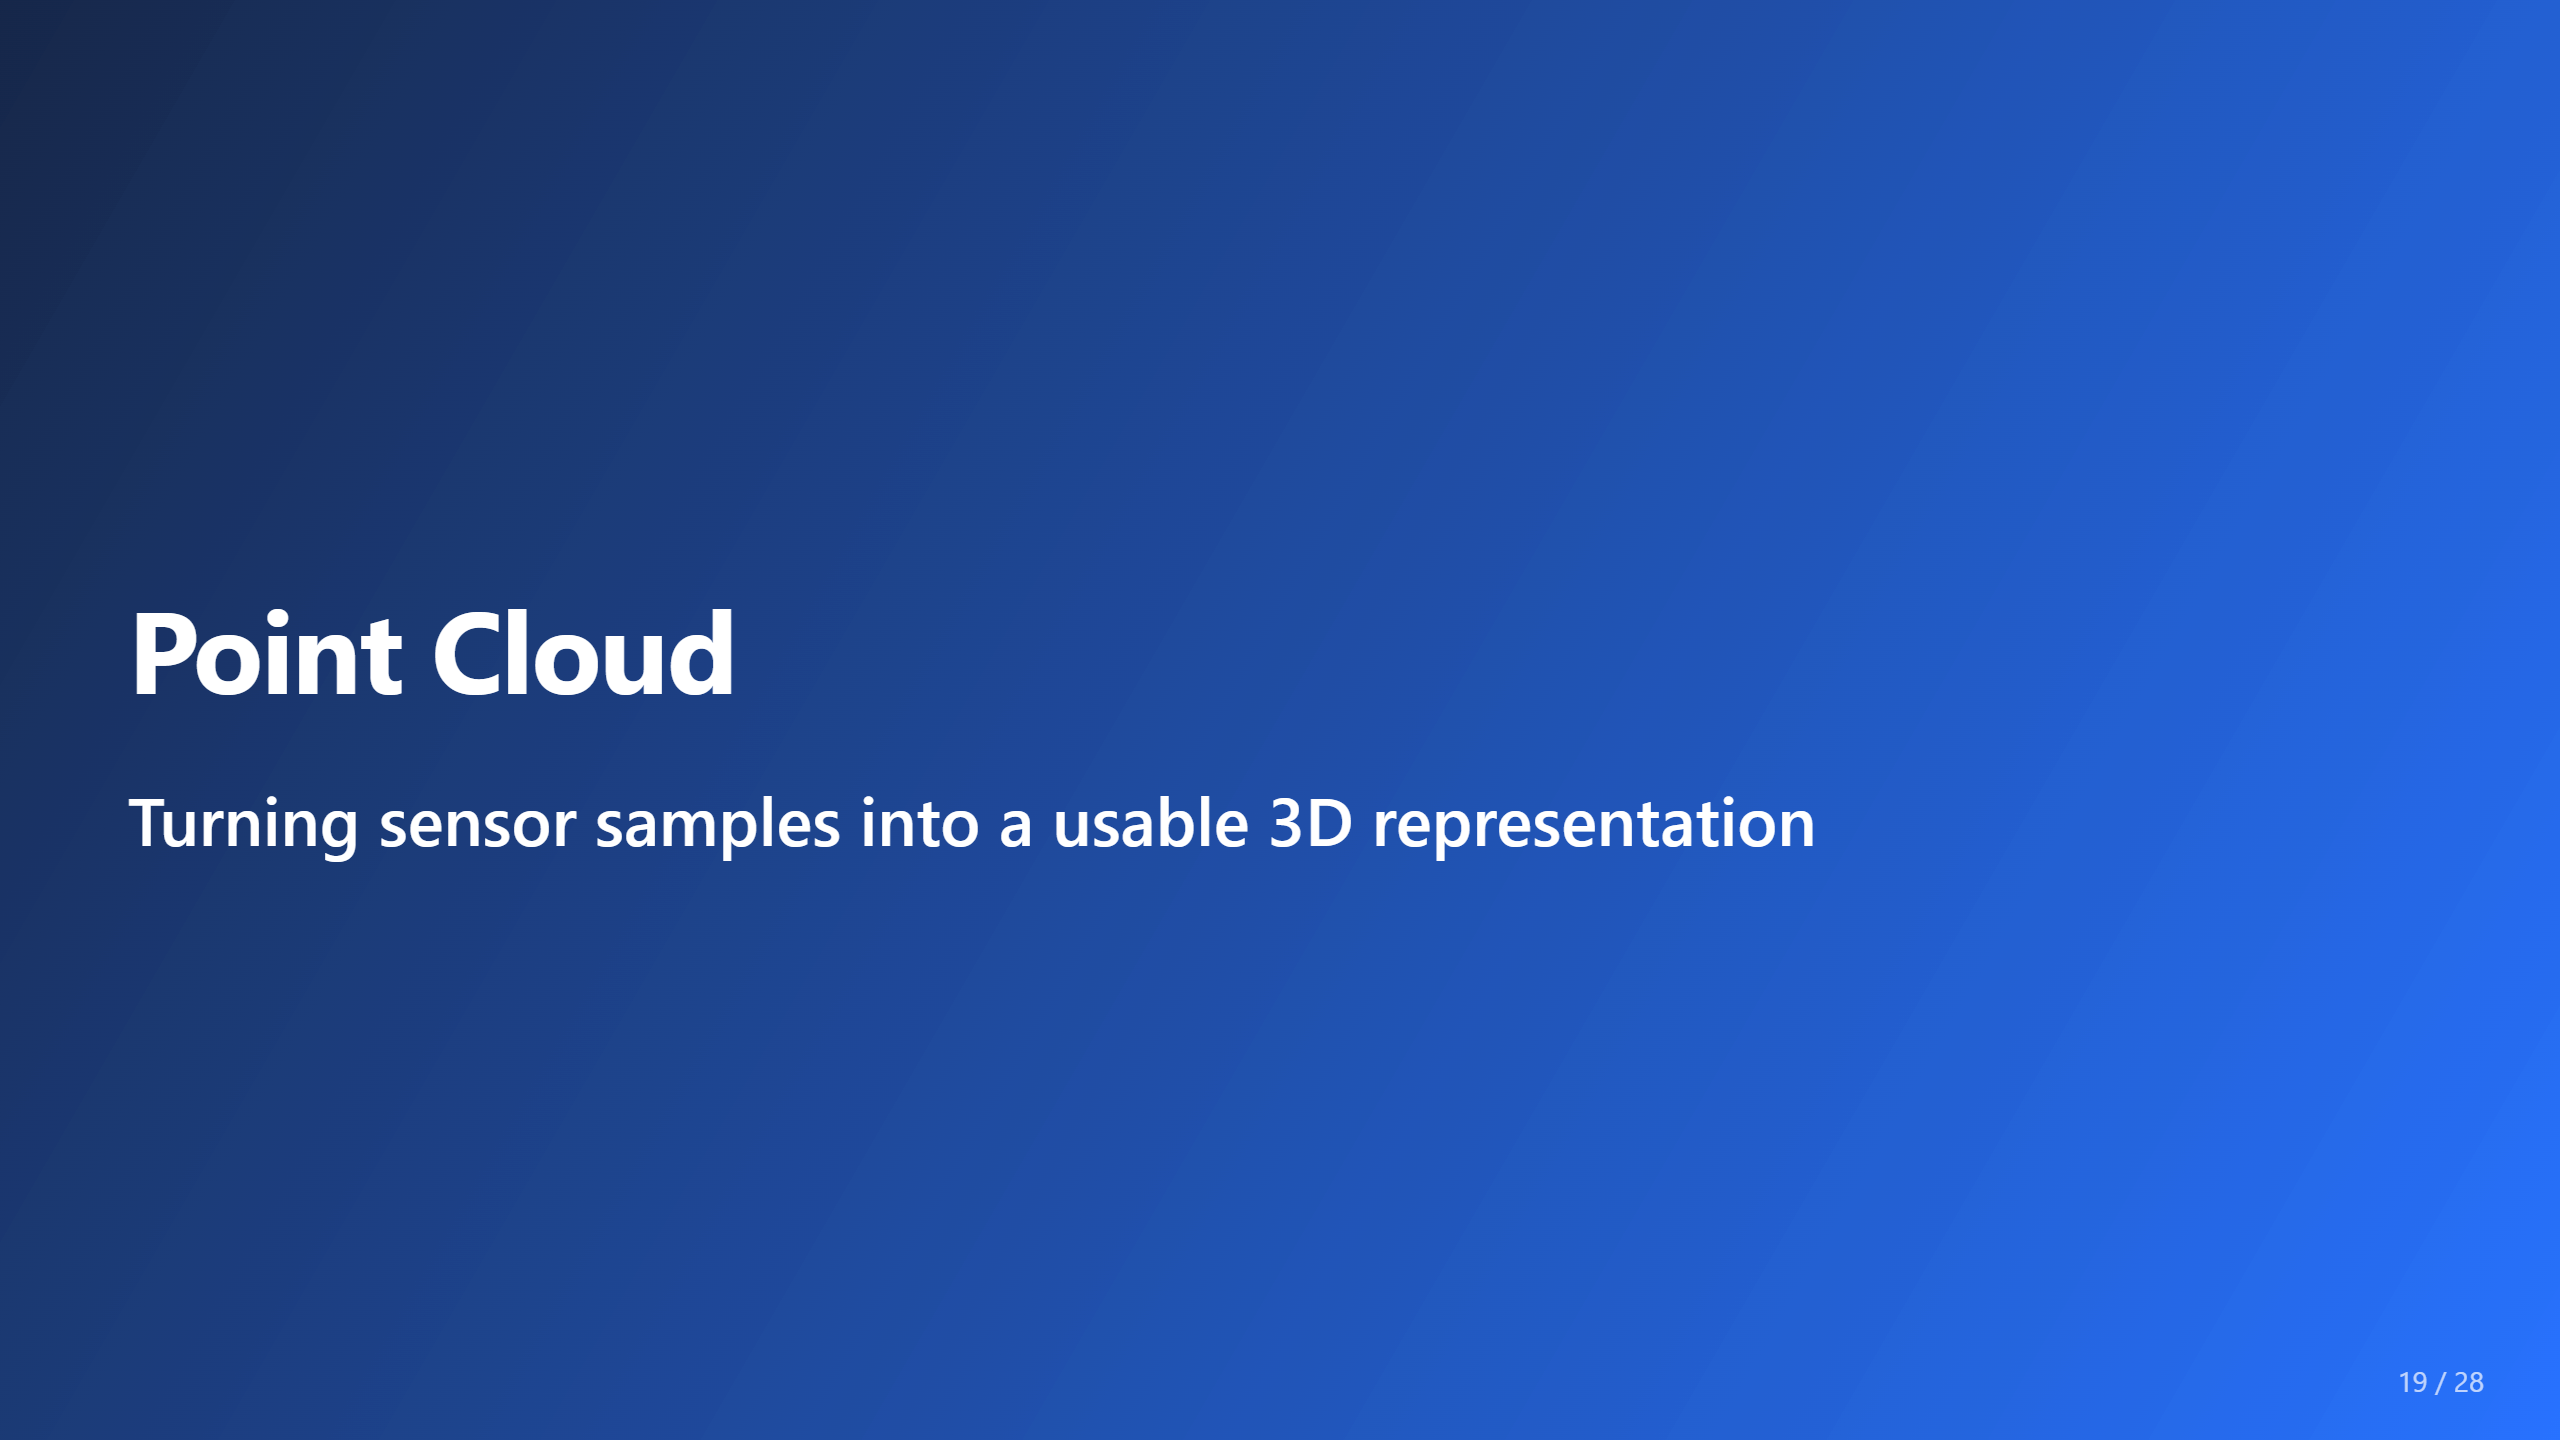 Point Cloud
Turning sensor samples into a usable 3D representation
19 / 28